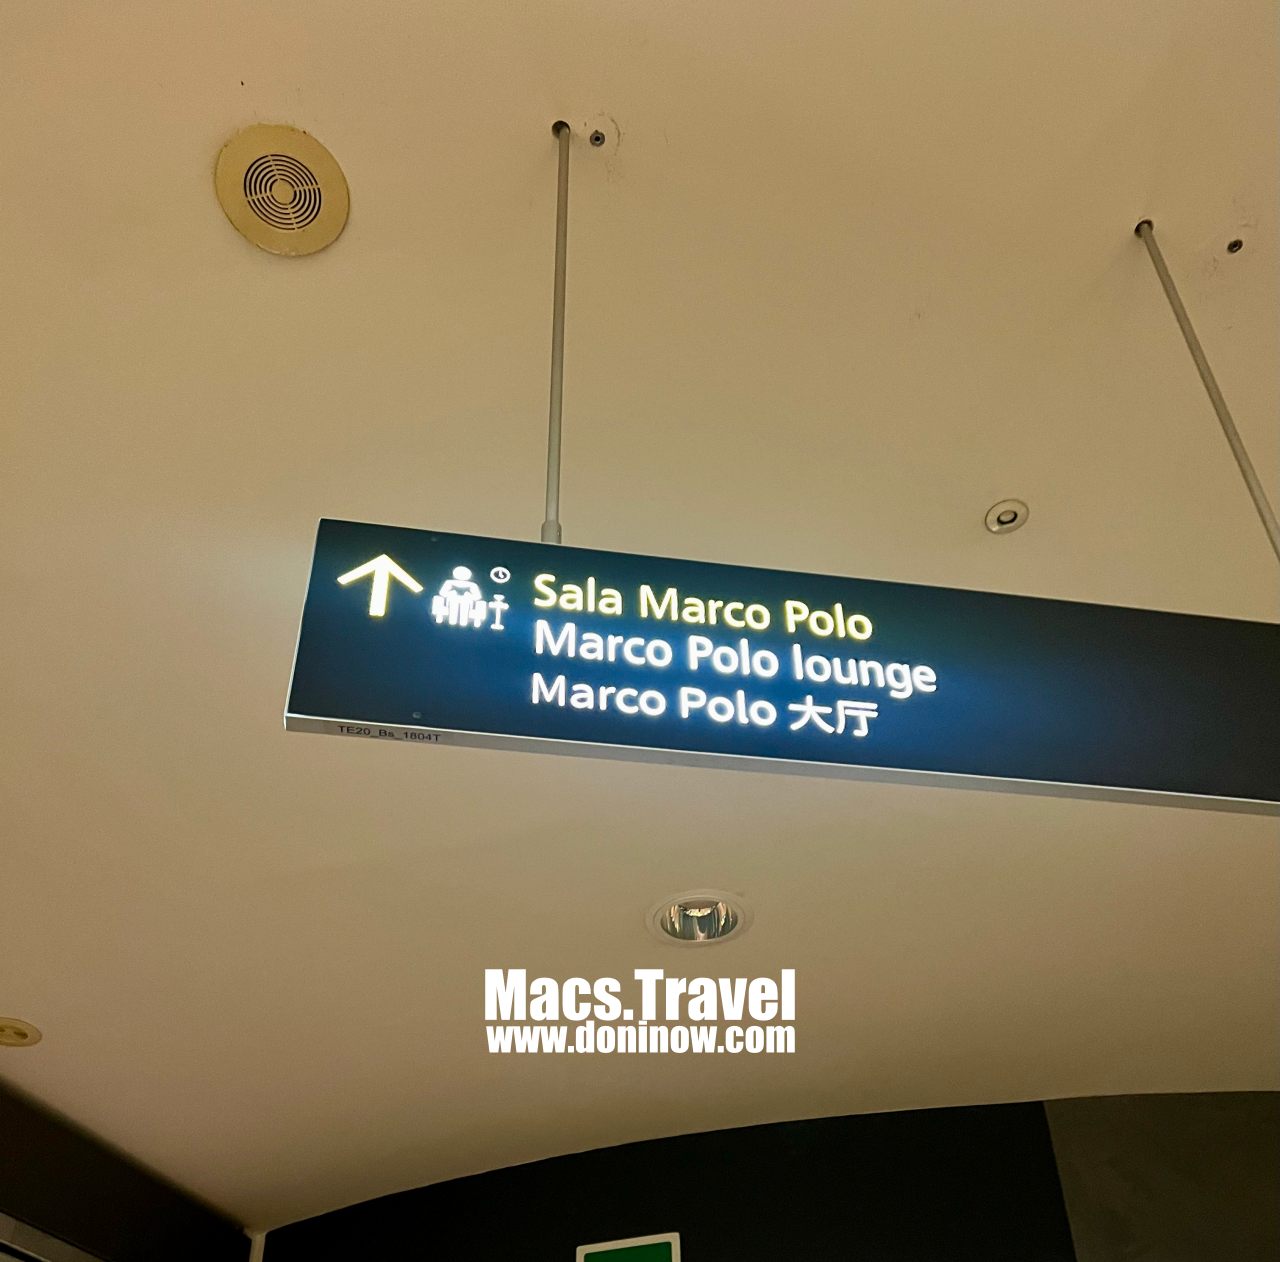 Sala Marco Polo
Marco Polo lounge
Marco Polo 大厅
TE20_Bs_1804T
Macs.Travel
www.doninow.com